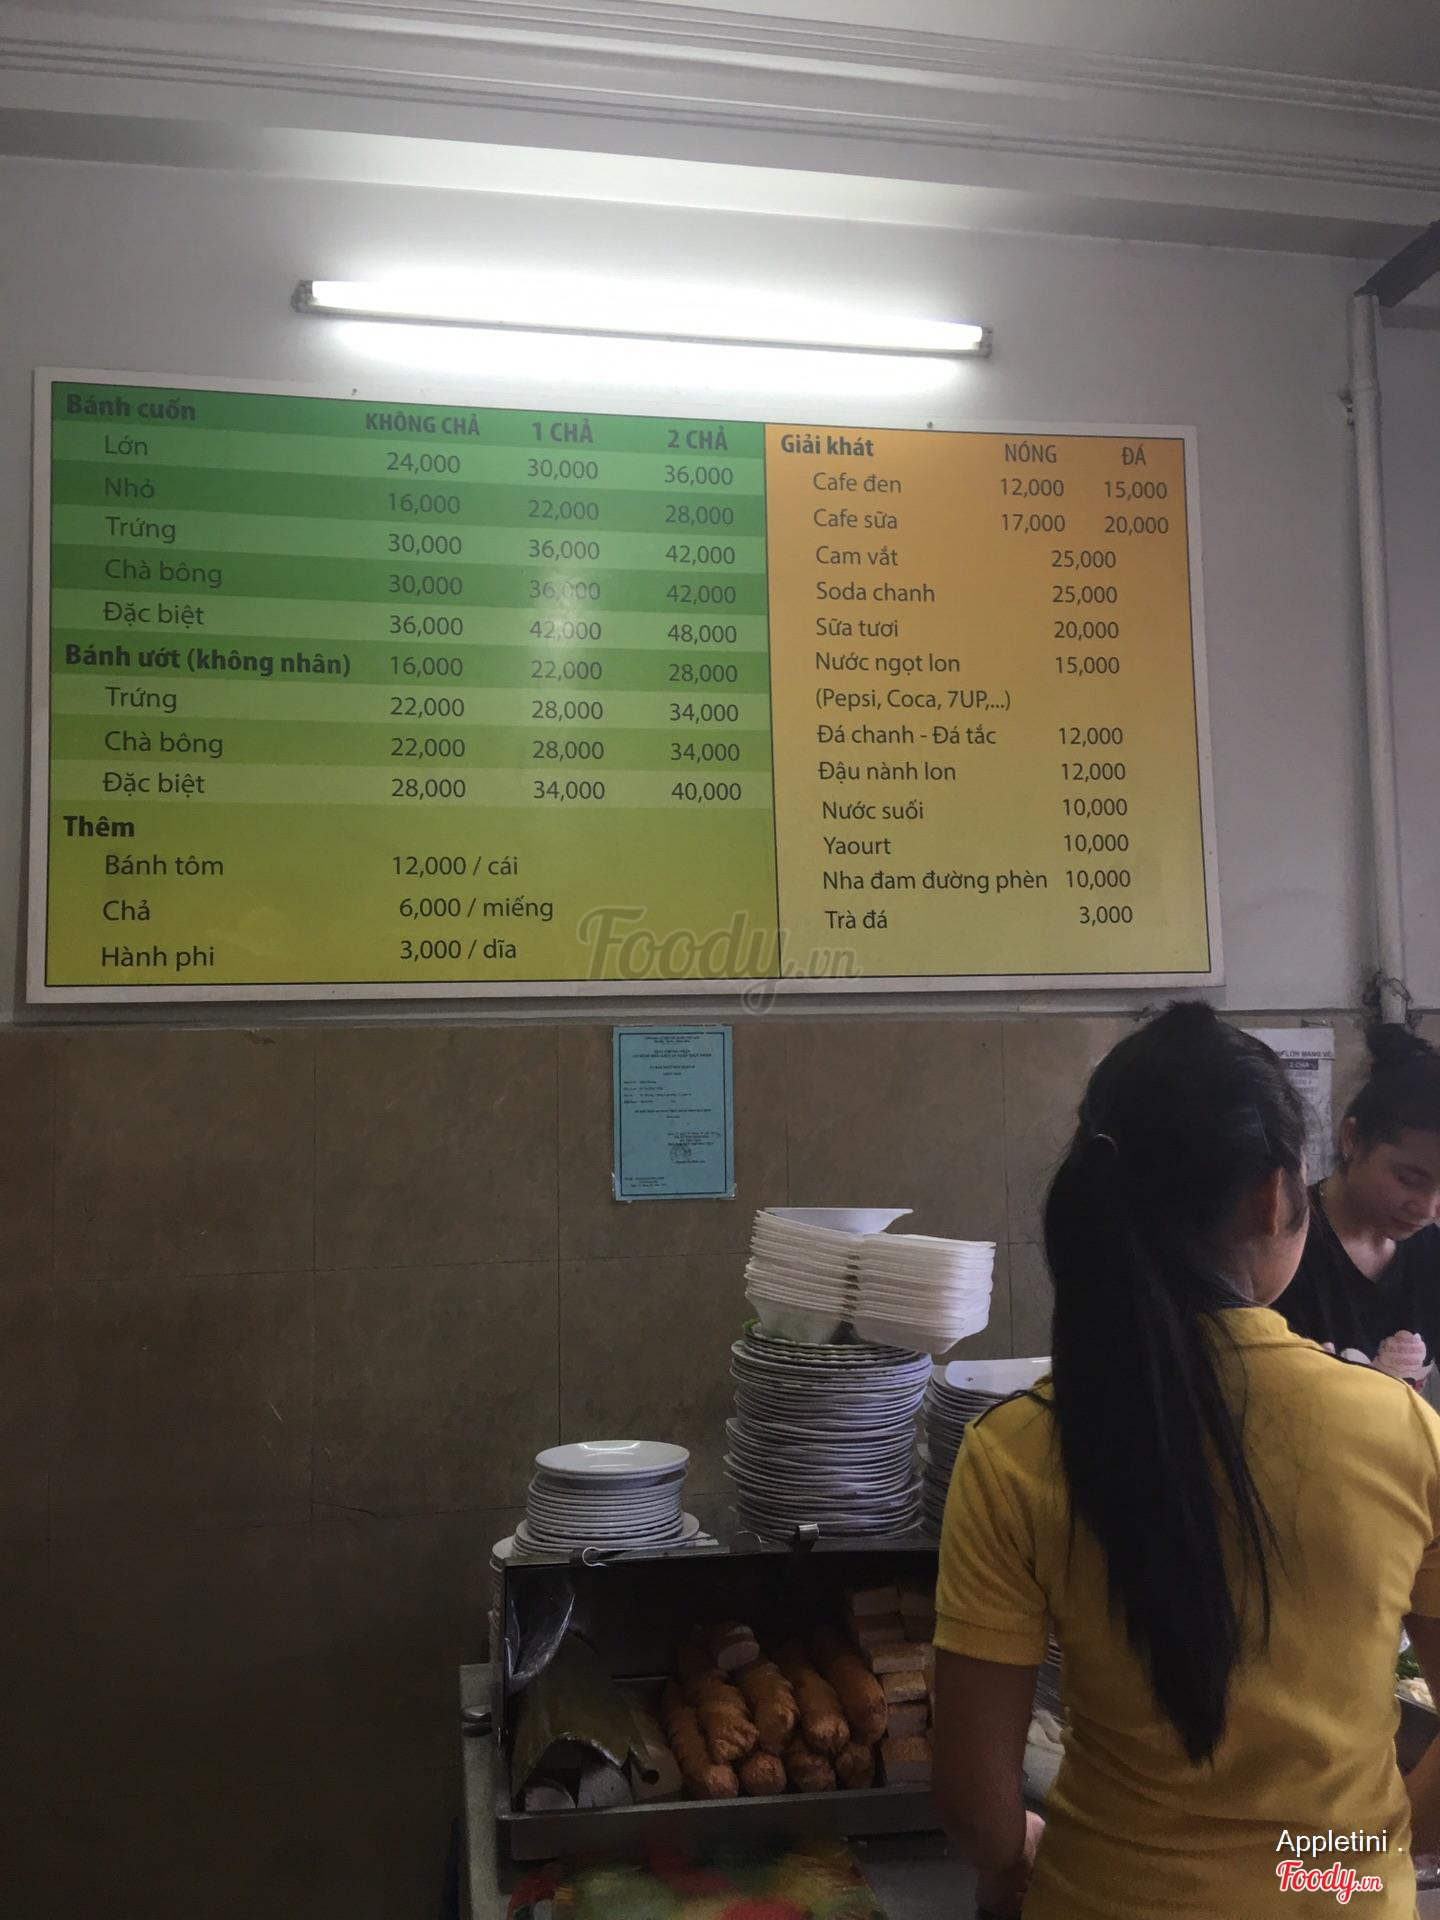 Bánh cuốn KHÔNG CHẢ 1 CHẢ 2 CHẢ
Lớn 24,000 30,000 36,000
Nhỏ 16,000 22,000 28,000
Trứng 30,000 36,000 42,000
Chà bông 30,000 36,000 42,000
Đặc biệt 36,000 42,000 48,000
Bánh ướt (không nhân) 16,000 22,000 28,000
Trứng 22,000 28,000 34,000
Chà bông 22,000 28,000 34,000
Đặc biệt 28,000 34,000 40,000
Thêm
Bánh tôm 12,000 / cái
Chả 6,000 / miếng
Hành phi 3,000 / dĩa
Giải khát NÓNG ĐÁ
Cafe đen 12,000 15,000
Cafe sữa 17,000 20,000
Cam vắt 25,000
Soda chanh 25,000
Sữa tươi 20,000
Nước ngọt lon 15,000
(Pepsi, Coca, 7UP,...)
Đá chanh - Đá tắc 12,000
Đậu nành lon 12,000
Nước suối 10,000
Yaourt 10,000
Nha đam đường phèn 10,000
Trà đá 3,000
Foody.vn
LỚN MANG VỀ
2 CHẢ
Appletini .
Foody.vn